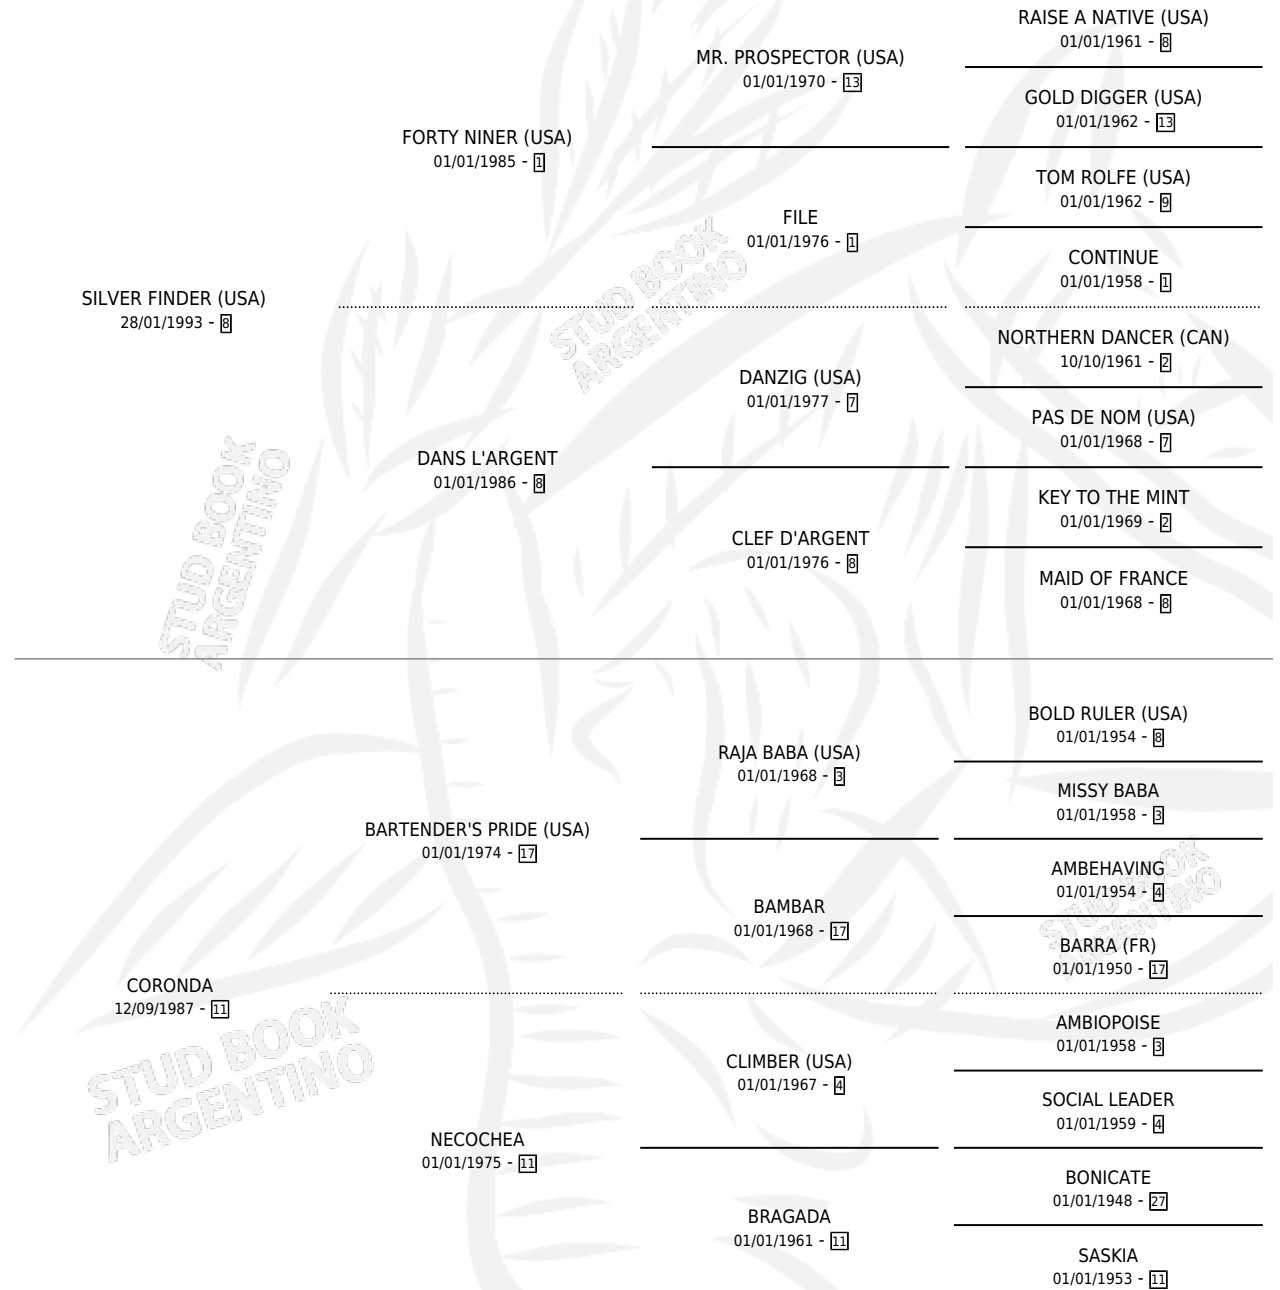 RAISE A NATIVE (USA)
01/01/1961 - 8
MR. PROSPECTOR (USA)
01/01/1970 - 13
GOLD DIGGER (USA)
01/01/1962 - 13
FORTY NINER (USA)
01/01/1985 - 1
TOM ROLFE (USA)
01/01/1962 - 9
FILE
01/01/1976 - 1
CONTINUE
01/01/1958 - 1
SILVER FINDER (USA)
28/01/1993 - 8
NORTHERN DANCER (CAN)
10/10/1961 - 2
DANZIG (USA)
01/01/1977 - 7
PAS DE NOM (USA)
01/01/1968 - 7
DANS L'ARGENT
01/01/1986 - 8
KEY TO THE MINT
01/01/1969 - 2
CLEF D'ARGENT
01/01/1976 - 8
MAID OF FRANCE
01/01/1968 - 8
BOLD RULER (USA)
01/01/1954 - 8
RAJA BABA (USA)
01/01/1968 - 3
MISSY BABA
01/01/1958 - 3
BARTENDER'S PRIDE (USA)
01/01/1974 - 17
AMBEHAVING
01/01/1954 - 4
BAMBAR
01/01/1968 - 17
BARRA (FR)
01/01/1950 - 17
CORONDA
12/09/1987 - 11
AMBIOPOISE
01/01/1958 - 3
CLIMBER (USA)
01/01/1967 - 4
SOCIAL LEADER
01/01/1959 - 4
NECOCHEA
01/01/1975 - 11
BONICATE
01/01/1948 - 27
BRAGADA
01/01/1961 - 11
SASKIA
01/01/1953 - 11
STUD BOOK
ARGENTINO
STUD BOOK
ARGENTINO
STUD BOOK
ARGENTINO
STUD BOOK
ARGENTINO